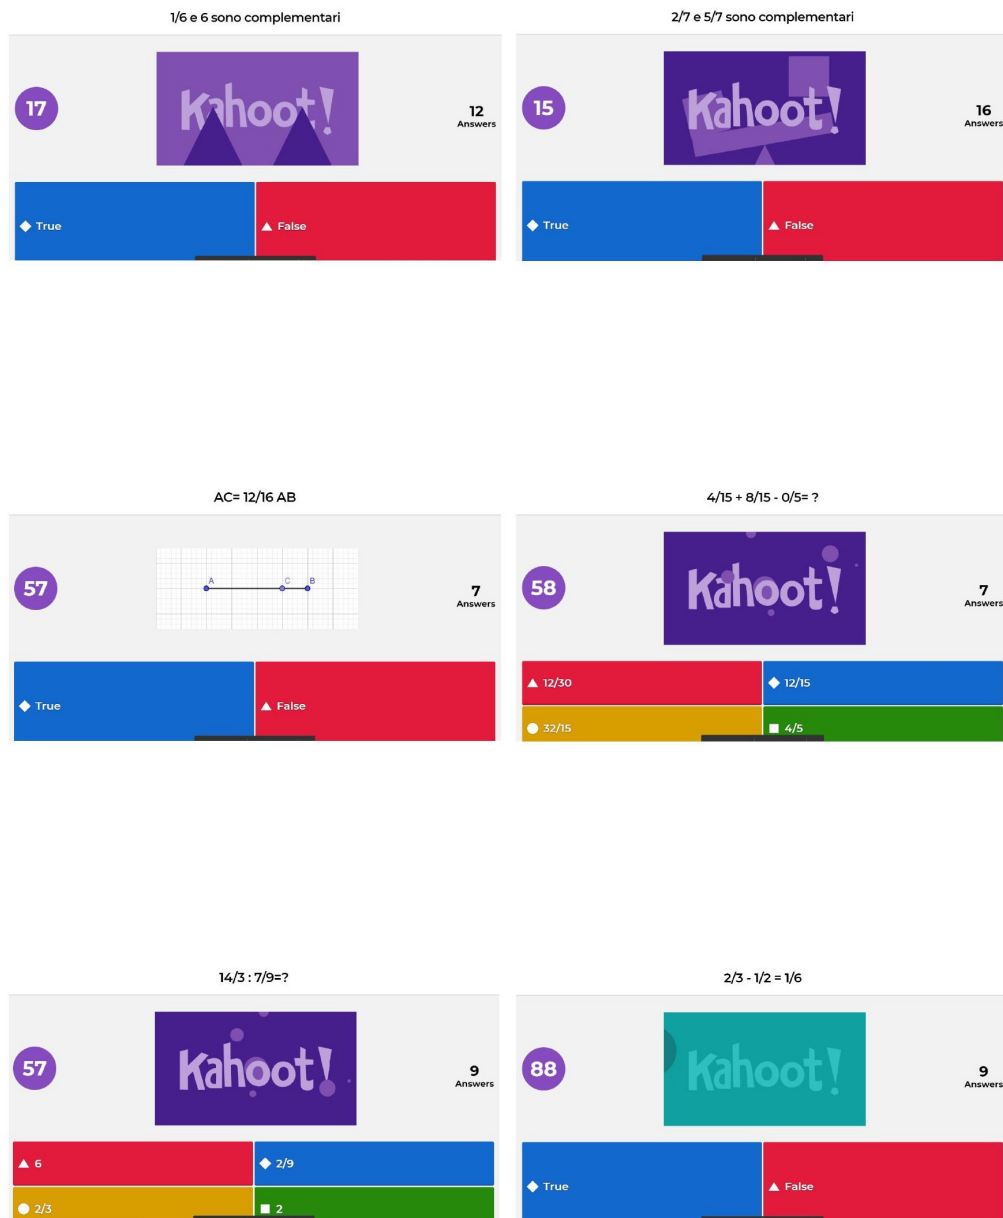 1/6 e 6 sono complementari
17
Kahoot!
12
Answers
True
False
2/7 e 5/7 sono complementari
15
Kahoot!
16
Answers
True
False
AC= 12/16 AB
57
A
C
B
7
Answers
True
False
4/15 + 8/15 - 0/5= ?
58
Kahoot!
7
Answers
12/30
12/15
32/15
4/5
14/3 : 7/9=?
57
Kahoot!
9
Answers
6
2/9
2/3
2
2/3 - 1/2 = 1/6
88
Kahoot!
9
Answers
True
False